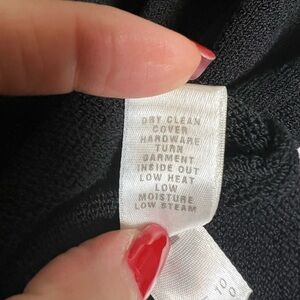 DRY CLEAN
COVER
HARDWARE
TURN
GARMENT
INSIDE OUT
LOW HEAT
LOW
MOISTURE
LOW STEAM